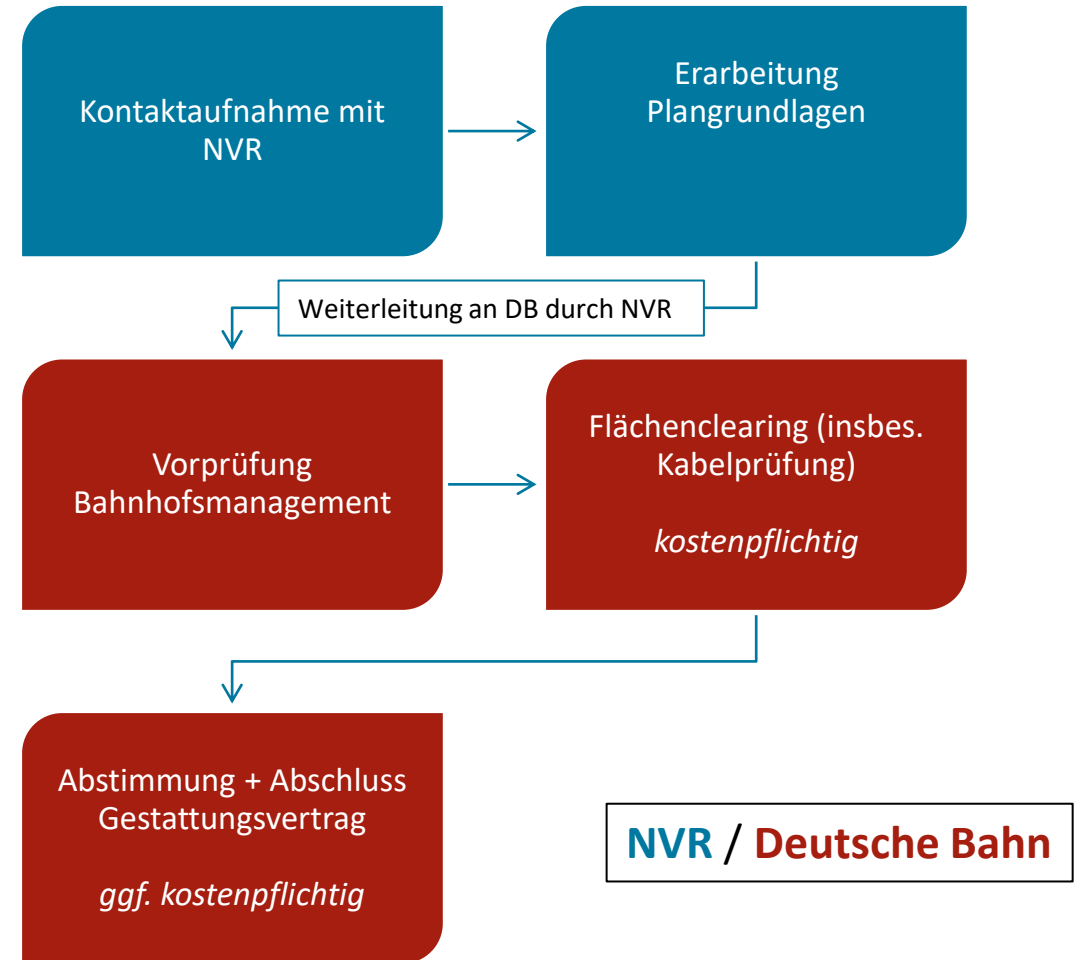 Kontaktaufnahme mit
NVR
Erarbeitung
Plangrundlagen
Weiterleitung an DB durch NVR
Vorprüfung
Bahnhofsmanagement
Flächenclearing (insbes.
Kabelprüfung)
kostenpflichtig
Abstimmung + Abschluss
Gestattungsvertrag
ggf. kostenpflichtig
NVR / Deutsche Bahn